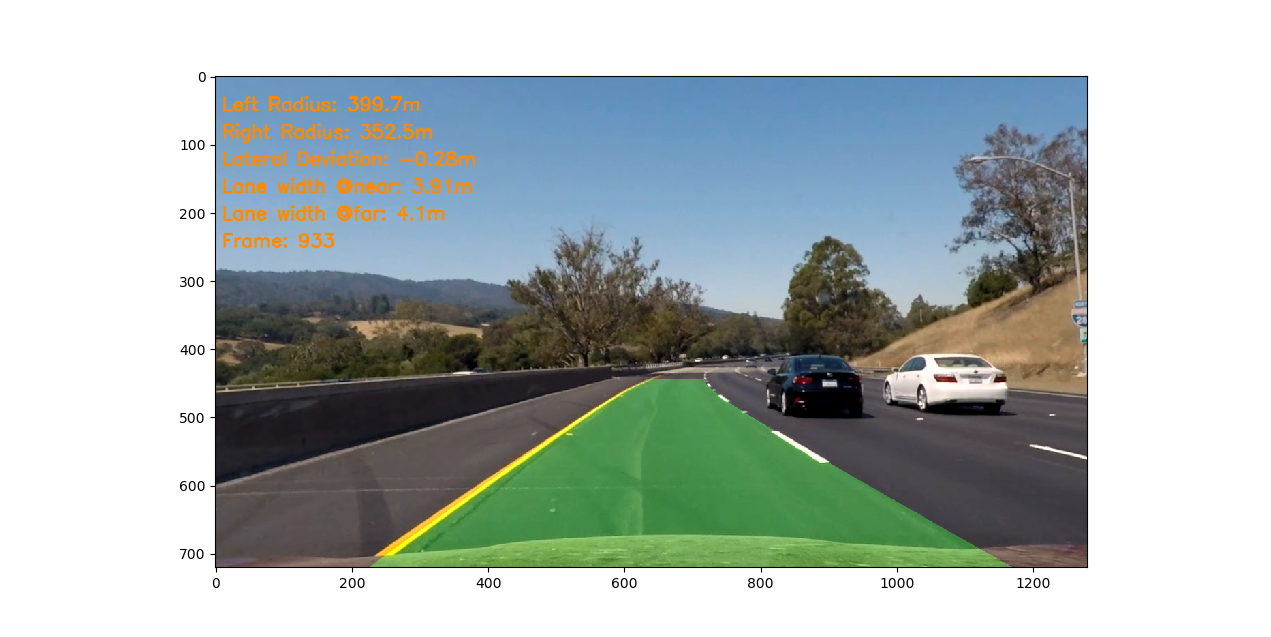 Left Radius: 399.7m
Right Radius: 352.5m
Lateral Deviation: -0.28m
Lane width @near: 3.91m
Lane width @far: 4.1m
Frame: 933
0
100
200
300
400
500
600
700
0 200 400 600 800 1000 1200